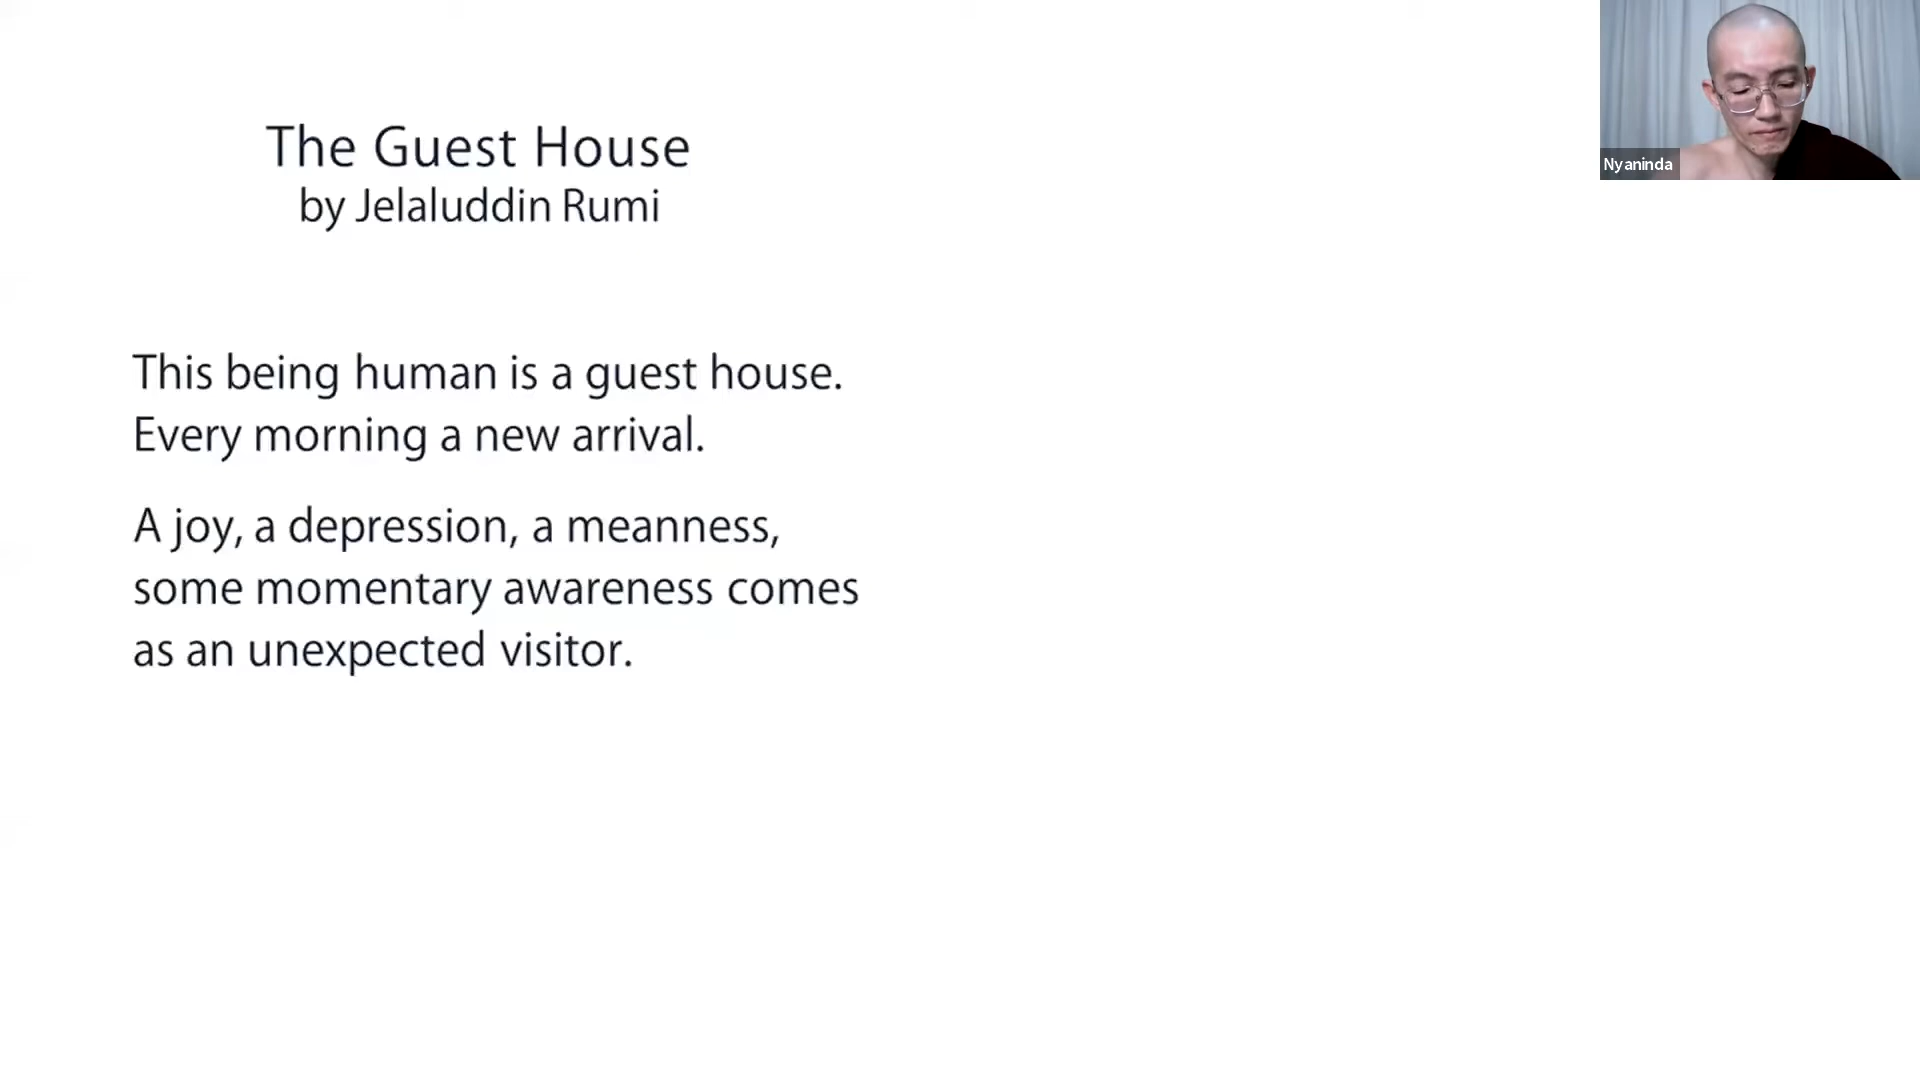 The Guest House
by Jelaluddin Rumi
This being human is a guest house.
Every morning a new arrival.
A joy, a depression, a meanness,
some momentary awareness comes
as an unexpected visitor.
Nyaninda